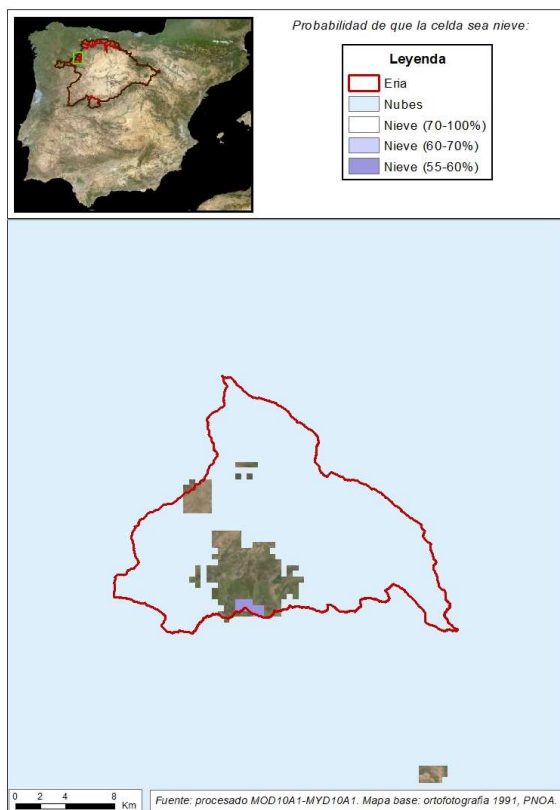 Probabilidad de que la celda sea nieve:
Leyenda
Eria
Nubes
Nieve (70-100%)
Nieve (60-70%)
Nieve (55-60%)
0 2 4 8
Km
Fuente: procesado MOD10A1-MYD10A1. Mapa base: ortofotografia 1991, PNOA